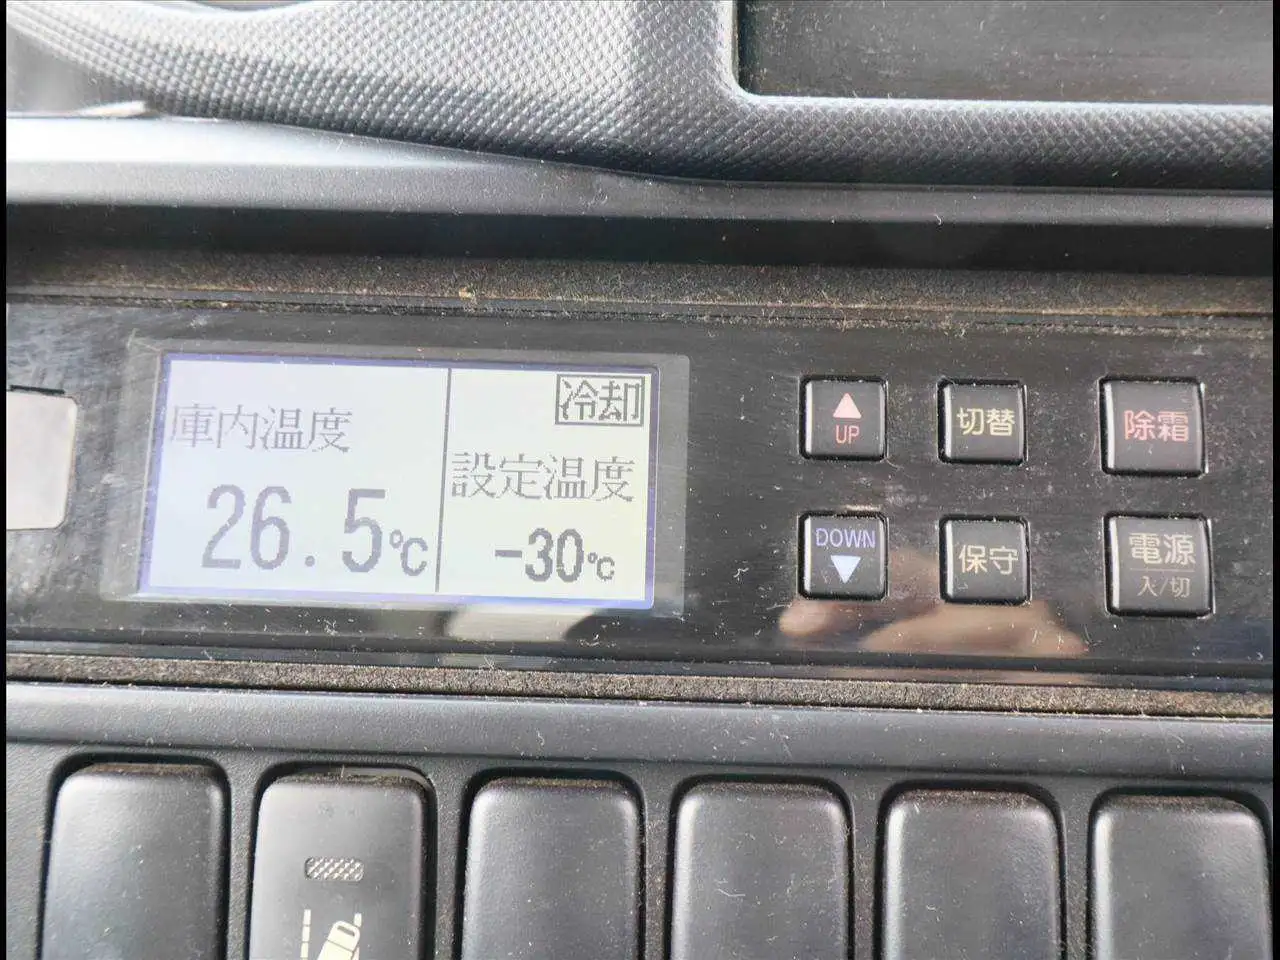 冷却
庫内温度
設定温度
26.5℃
-30℃
UP
切替
除霜
DOWN
保守
電源
入/切